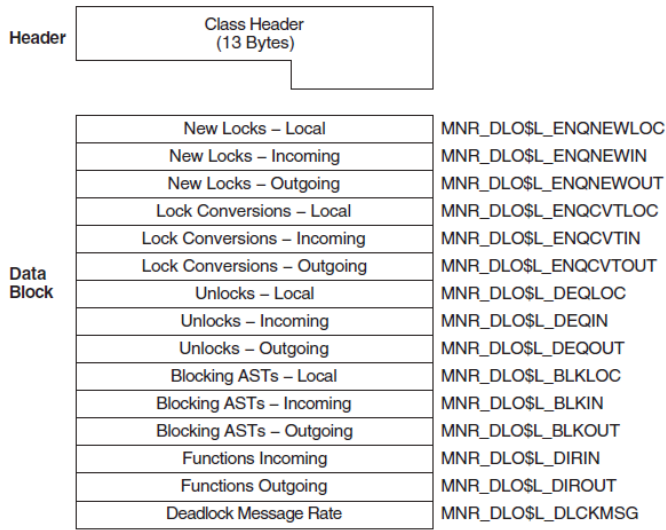 Header
Class Header
(13 Bytes)
New Locks – Local MNR_DLO$L_ENQNEWLOC
New Locks – Incoming MNR_DLO$L_ENQNEWIN
New Locks – Outgoing MNR_DLO$L_ENQNEWOUT
Lock Conversions – Local MNR_DLO$L_ENQCVTLOC
Lock Conversions – Incoming MNR_DLO$L_ENQCVTIN
Lock Conversions – Outgoing MNR_DLO$L_ENQCVTOUT
Data
Block
Unlocks – Local MNR_DLO$L_DEQLOC
Unlocks – Incoming MNR_DLO$L_DEQIN
Unlocks – Outgoing MNR_DLO$L_DEQOUT
Blocking ASTs – Local MNR_DLO$L_BLKLOC
Blocking ASTs – Incoming MNR_DLO$L_BLKIN
Blocking ASTs – Outgoing MNR_DLO$L_BLKOUT
Functions Incoming MNR_DLO$L_DIRIN
Functions Outgoing MNR_DLO$L_DIROUT
Deadlock Message Rate MNR_DLO$L_DLCKMSG